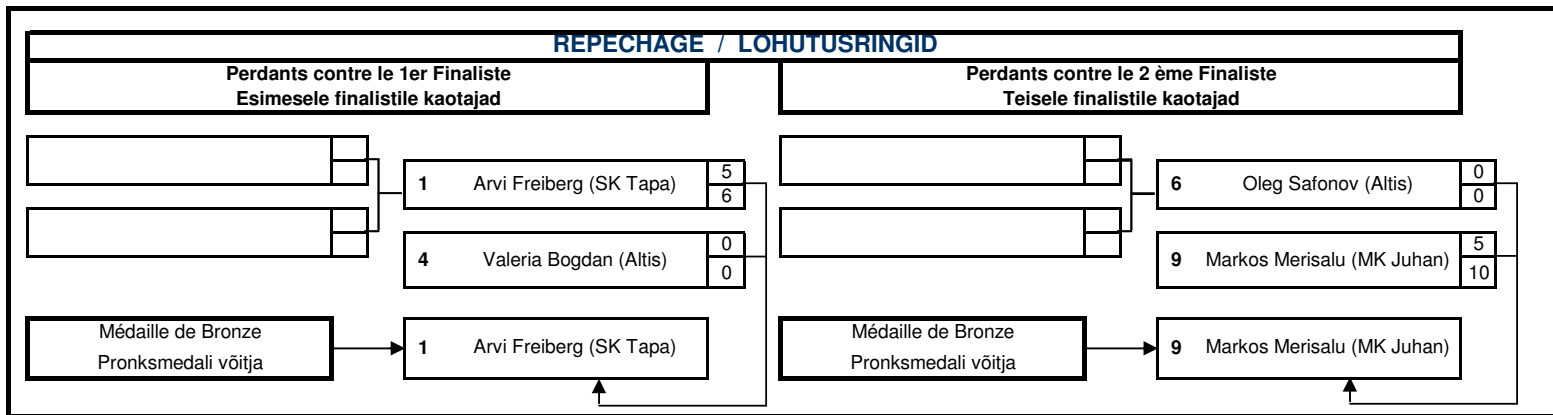 REPECHAGE / LOHUTUSRINGID
Perdants contre le 1er Finaliste
Esimesele finalistile kaotajad
Perdants contre le 2 ème Finaliste
Teisele finalistile kaotajad
1 Arvi Freiberg (SK Tapa) 5
6
4 Valeria Bogdan (Altis) 0
0
Médaille de Bronze
Pronksmedali võitja
1 Arvi Freiberg (SK Tapa)
6 Oleg Safonov (Altis) 0
0
9 Markos Merisalu (MK Juhan) 5
10
Médaille de Bronze
Pronksmedali võitja
9 Markos Merisalu (MK Juhan)